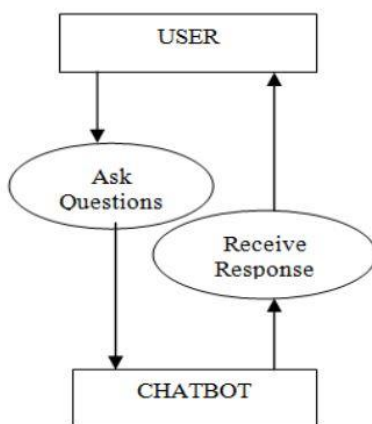 USER
Ask
Questions
Receive
Response
CHATBOT